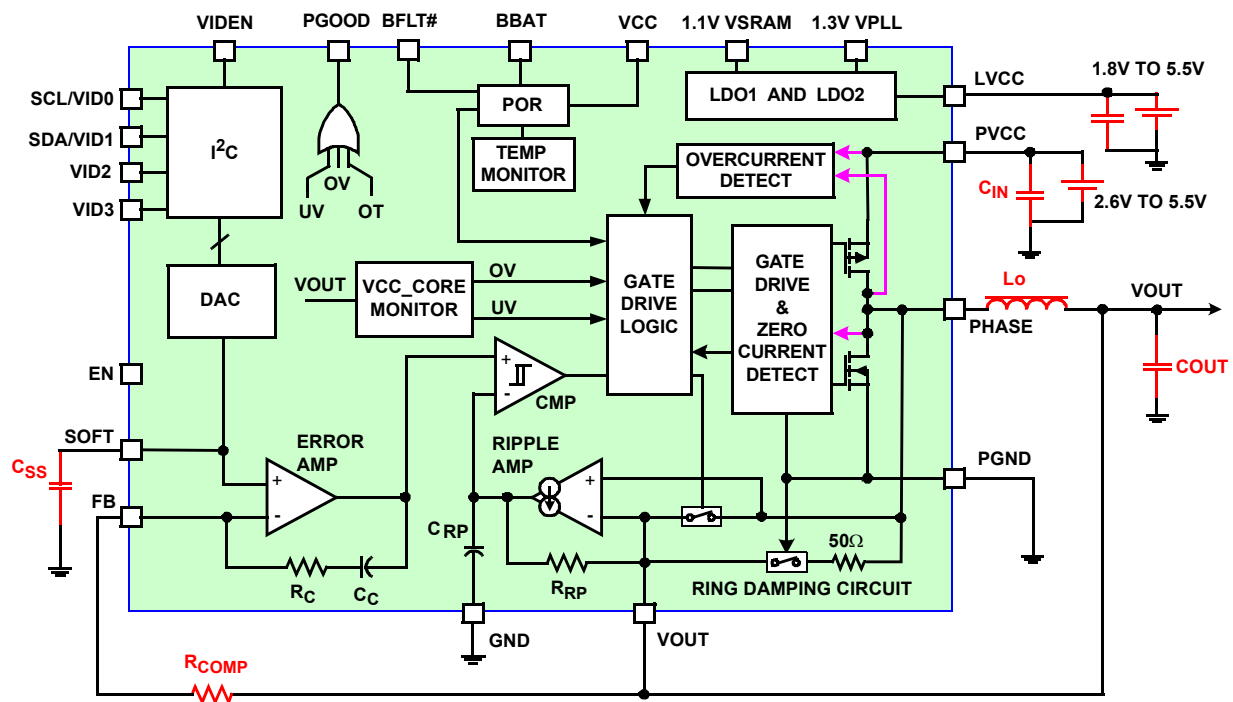 VIDEN
PGOOD
BFLT#
BBAT
VCC
1.1V VSRAM
1.3V VPLL
SCL/VID0
SDA/VID1
VID2
VID3
I²C
POR
TEMP
MONITOR
LDO1 AND LDO2
LVCC
1.8V TO 5.5V
PVCC
CIN
2.6V TO 5.5V
OV
UV
OT
OVERCURRENT
DETECT
DAC
VOUT
VCC_CORE
MONITOR
OV
UV
GATE
DRIVE
LOGIC
GATE
DRIVE
&
ZERO
CURRENT
DETECT
Lo
PHASE
VOUT
COUT
EN
+
-
CMP
SOFT
CSS
FB
ERROR
AMP
+
-
RIPPLE
AMP
+
-
PGND
CRP
RC
CC
RRP
50Ω
RING DAMPING CIRCUIT
GND
VOUT
RCOMP